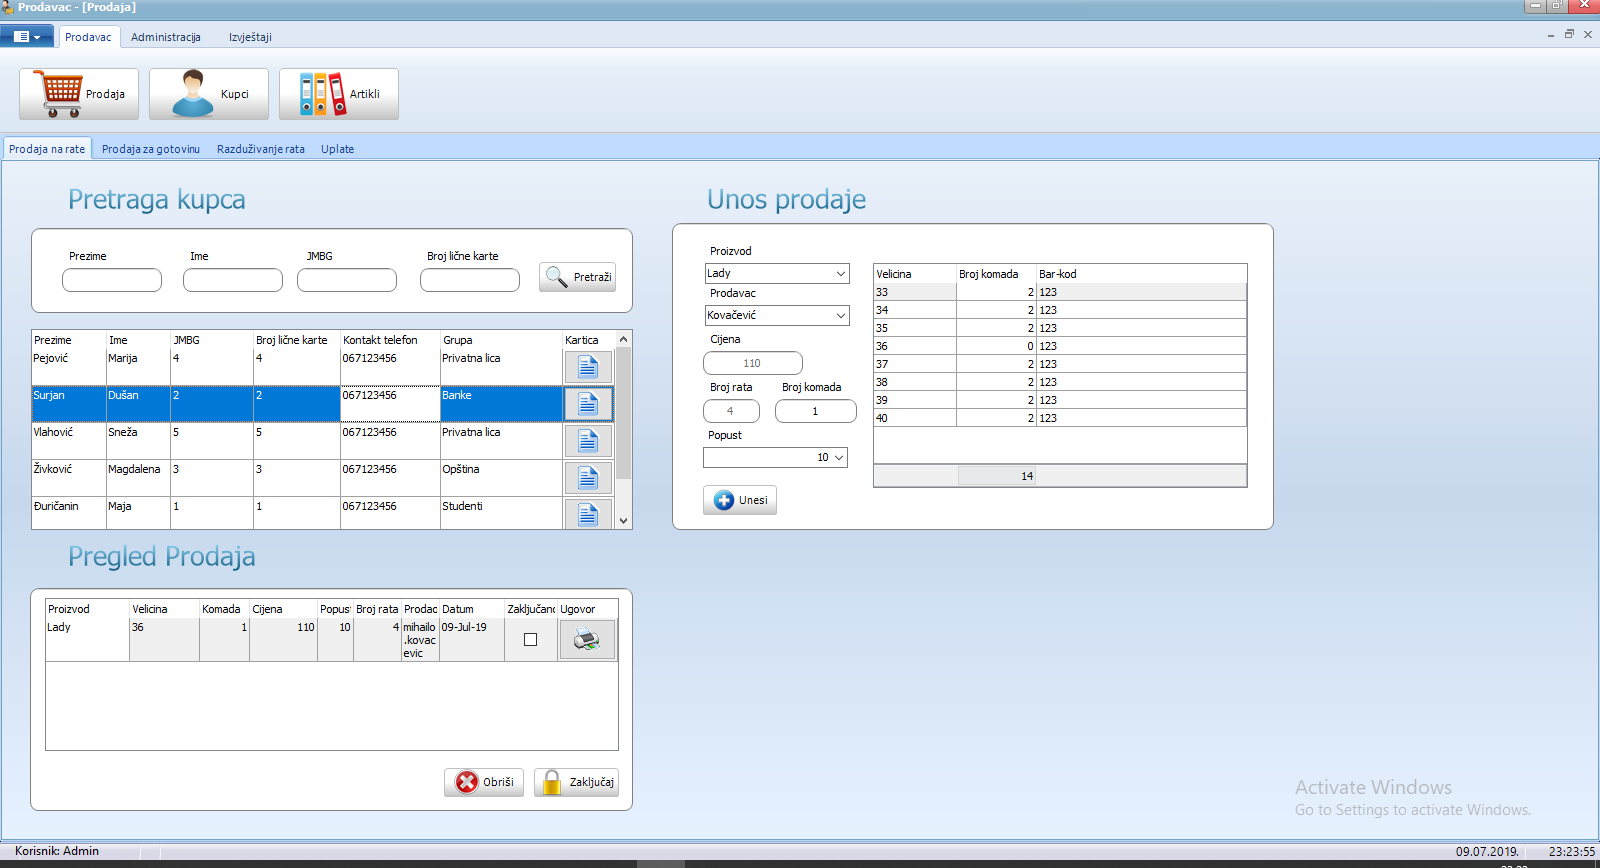 Prodavac - [Prodaja]
Prodavac Administracija Izvještaji
Prodaja Kupci Artikli
Prodaja na rate Prodaja za gotovinu Razduživanje rata Uplate
Pretraga kupca
Prezime Ime JMBG Broj lične karte
Pretraži
Prezime Ime JMBG Broj lične karte Kontakt telefon Grupa Kartica
Pejović Marija 4 4 067123456 Privatna lica
Surjan Dušan 2 2 067123456 Banke
Vlahović Sneža 5 5 067123456 Privatna lica
Živković Magdalena 3 3 067123456 Opština
Đuričanin Maja 1 1 067123456 Studenti
Unos prodaje
Proizvod
Lady
Prodavac
Kovačević
Cijena
110
Broj rata Broj komada
4 1
Popust
10
Unesi
Velicina Broj komada Bar-kod
33 2 123
34 2 123
35 2 123
36 0 123
37 2 123
38 2 123
39 2 123
40 2 123
14
Pregled Prodaja
Proizvod Velicina Komada Cijena Popust Broj rata Prodac Datum Zaključano Ugovor
Lady 36 1 110 10 4 mihailo 09-Jul-19
.kovac
evic
Obriši Zaključaj
Activate Windows
Go to Settings to activate Windows.
Korisnik: Admin 09.07.2019. 23:23:55